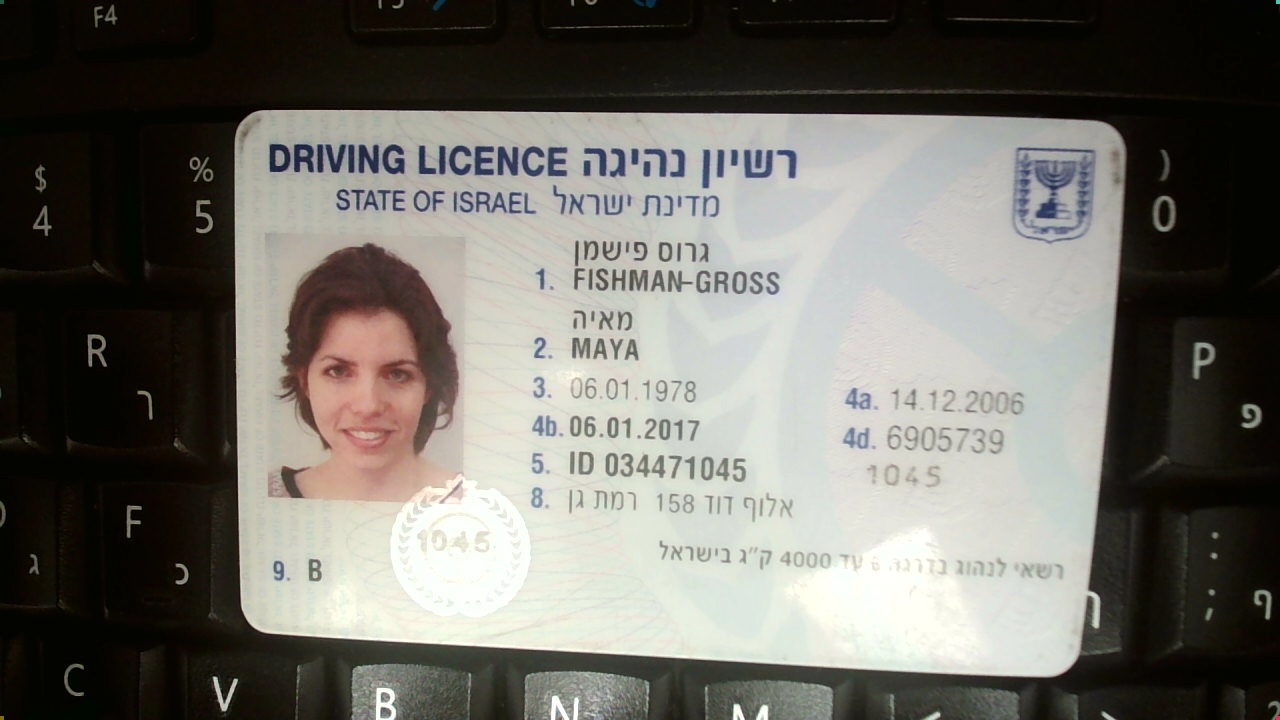 F4
$ 4
% 5
) 0
R ר
P פ
F כ
ג
: ; ף
C
V
B
N
M
DRIVING LICENCE רשיון נהיגה
STATE OF ISRAEL מדינת ישראל
ישראל
גרוס פישמן
1. FISHMAN-GROSS
מאיה
2. MAYA
3. 06.01.1978
4a. 14.12.2006
4b. 06.01.2017
4d. 6905739
5. ID 034471045
1045
8. אלוף דוד 158 רמת גן
1045
רשאי לנהוג בדרגה B עד 4000 ק"ג בישראל
9. B